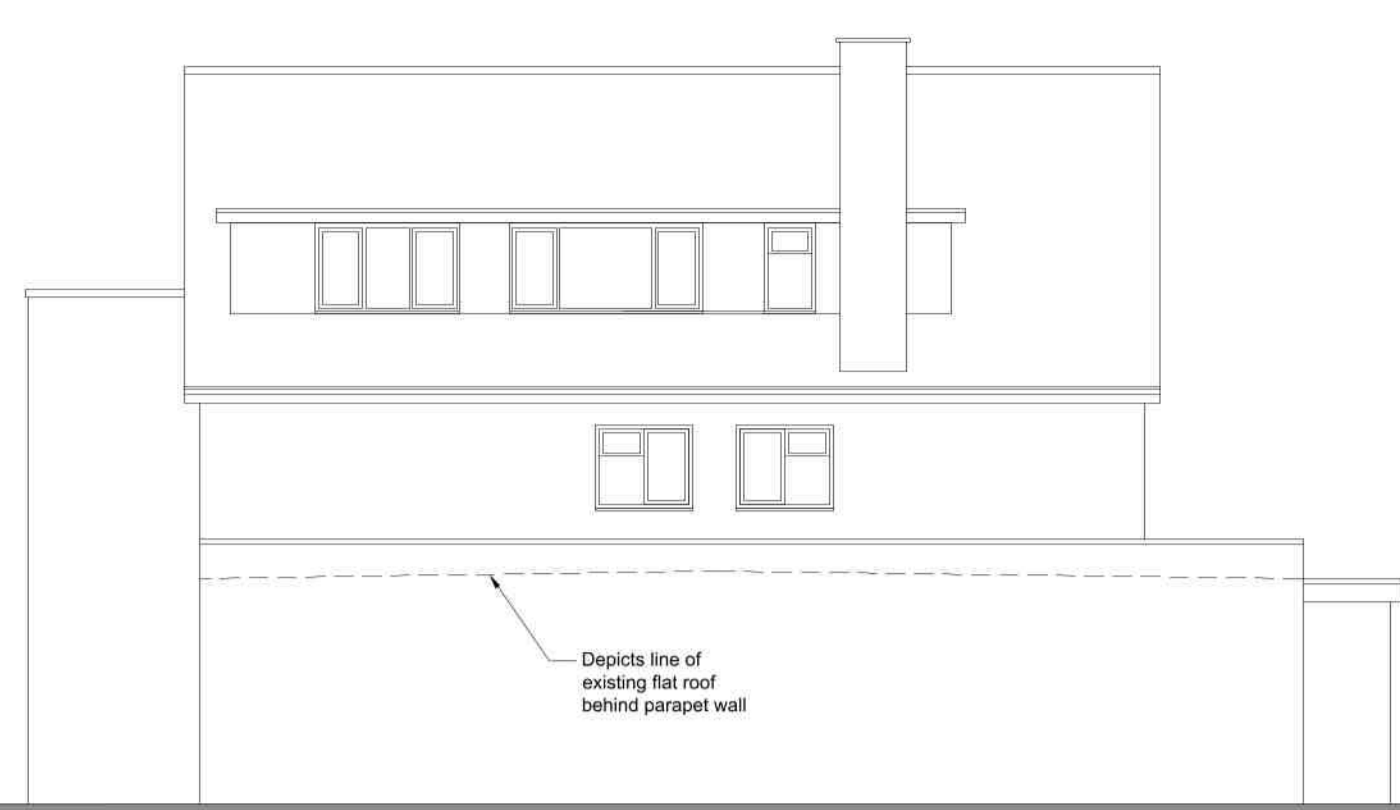 Depicts line of
existing flat roof
behind parapet wall